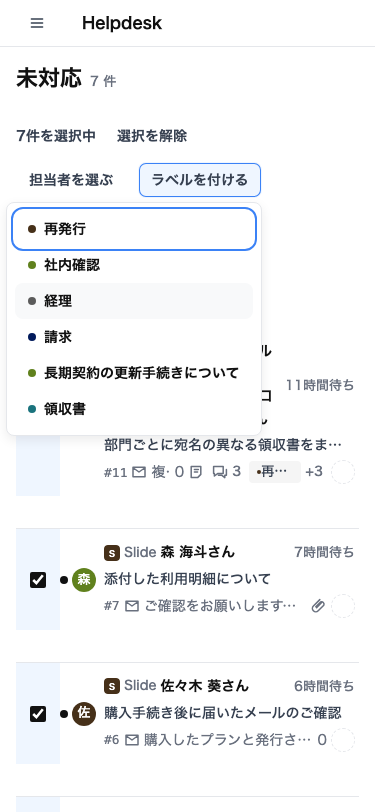 Helpdesk
未対応 7 件
7件を選択中 選択を解除
担当者を選ぶ ラベルを付ける
再発行
社内確認
経理
請求
長期契約の更新手続きについて
領収書
11時間待ち
部門ごとに宛名の異なる領収書をま…
#11 複· 0 3 再… +3
S Slide 森 海斗さん 7時間待ち
森 添付した利用明細について
#7 ご確認をお願いします…
S Slide 佐々木 葵さん 6時間待ち
佐 購入手続き後に届いたメールのご確認
#6 購入したプランと発行さ… 0